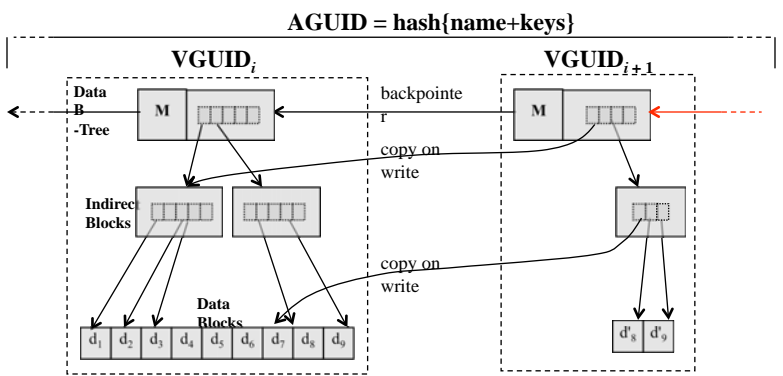 AGUID = hash{name+keys}
VGUIDi
VGUIDi + 1
Data
B
-Tree
M
backpointe
r
M
copy on
write
Indirect
Blocks
copy on
write
Data
Blocks
d1 d2 d3 d4 d5 d6 d7 d8 d9
d'8 d'9